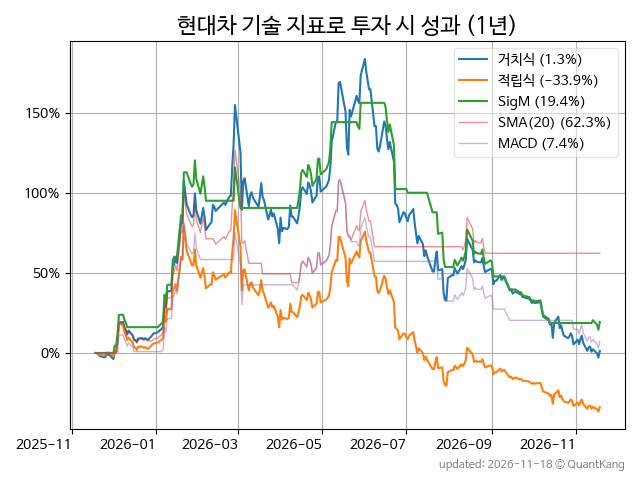 현대차 기술 지표로 투자 시 성과 (1년)
거치식 (1.3%)
적립식 (-33.9%)
SigM (19.4%)
SMA(20) (62.3%)
MACD (7.4%)
150%
100%
50%
0%
2025-11 2026-01 2026-03 2026-05 2026-07 2026-09 2026-11
updated: 2026-11-18 © QuantKang